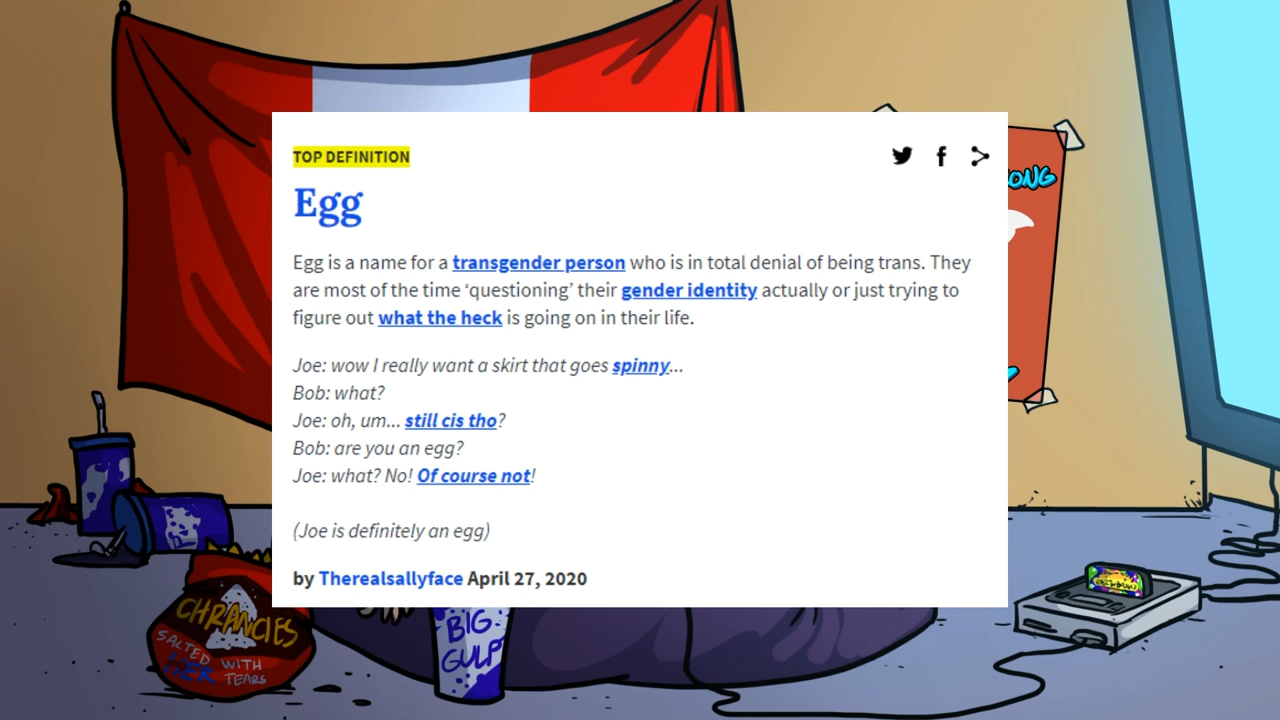 TOP DEFINITION
Egg
Egg is a name for a transgender person who is in total denial of being trans. They
are most of the time ‘questioning’ their gender identity actually or just trying to
figure out what the heck is going on in their life.
Joe: wow I really want a skirt that goes spinny...
Bob: what?
Joe: oh, um... still cis tho?
Bob: are you an egg?
Joe: what? No! Of course not!
(Joe is definitely an egg)
by Therealsallyface April 27, 2020
ONG
CHRANCIES
SALTED WITH
HER TEARS
BIG
GULP